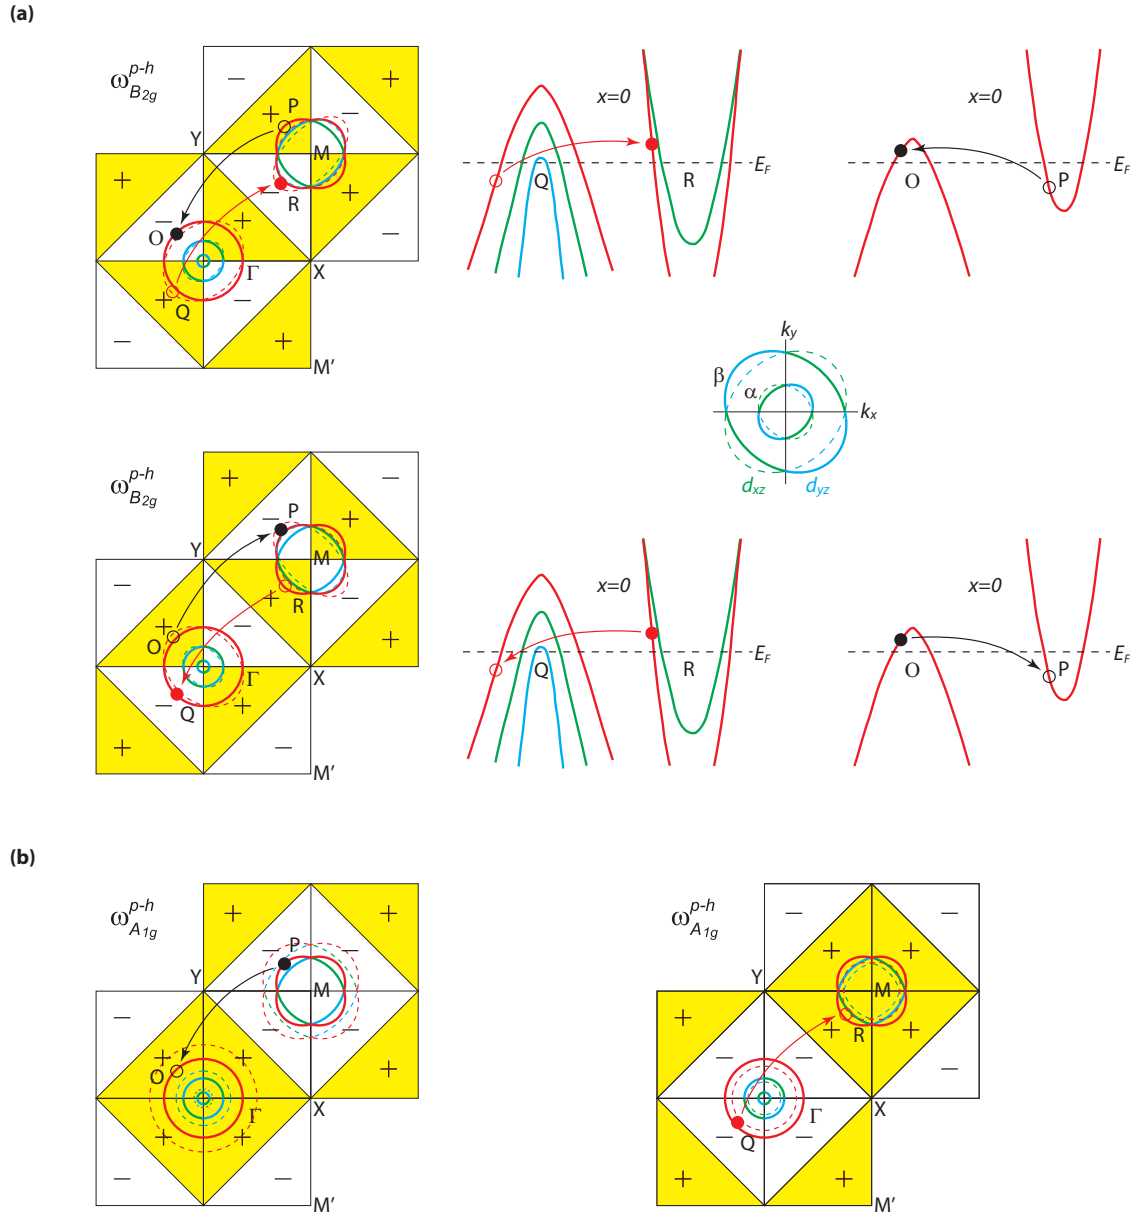 (a)
ω p-h B2g
− + + P − Y M + − + R − O − + Γ X + Q − − + M′
x=0
Q R E_F
x=0
O P E_F
k_y
β α k_x
d_xz d_yz
ω p-h B2g
+ − − P + Y M − + − R + O + − Γ X − Q + + − M′
x=0
Q R E_F
x=0
O P E_F
(b)
ω p-h A1g
+ + − P − Y M − − − + O + + Γ X + + − − M′
ω p-h A1g
− − + + Y M + R + + − − − Γ X − Q − + + M′